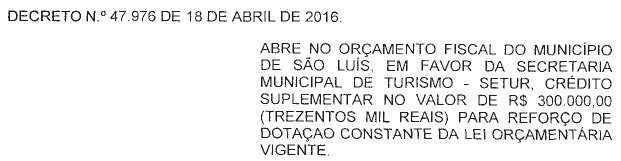 DECRETO N.º 47.976 DE 18 DE ABRIL DE 2016.
ABRE NO ORÇAMENTO FISCAL DO MUNICÍPIO
DE SÃO LUÍS, EM FAVOR DA SECRETARIA
MUNICIPAL DE TURISMO - SETUR, CRÉDITO
SUPLEMENTAR NO VALOR DE R$ 300.000,00
(TREZENTOS MIL REAIS) PARA REFORÇO DE
DOTAÇAO CONSTANTE DA LEI ORÇAMENTÁRIA
VIGENTE.